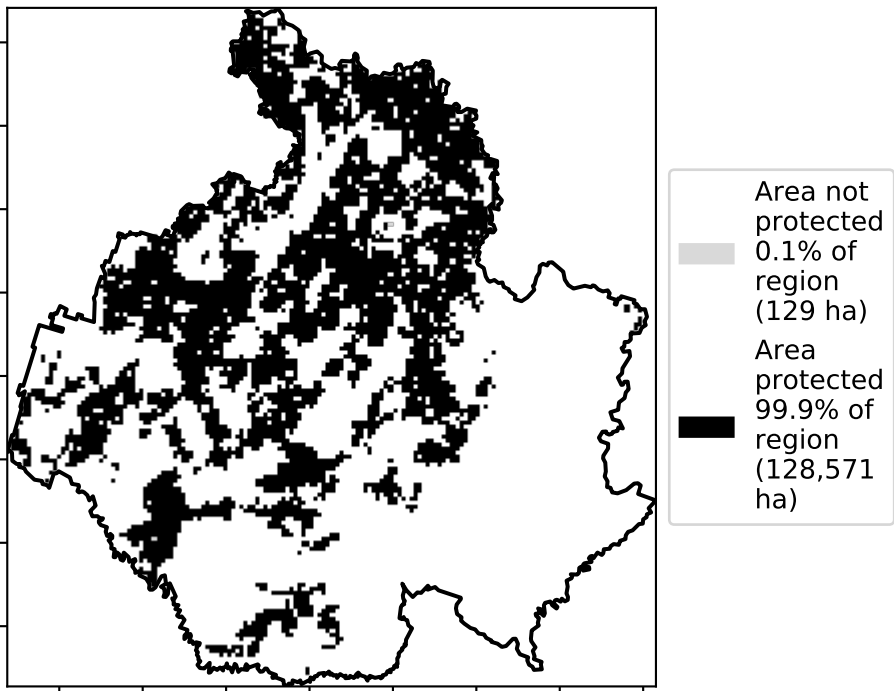 Area not
protected
0.1% of
region
(129 ha)
Area
protected
99.9% of
region
(128,571
ha)